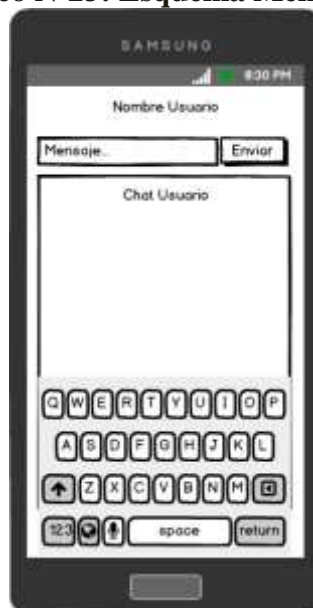 SAMSUNG
8:30 PM
Nombre Usuario
Mensaje..
Enviar
Chat Usuario
Q W E R T Y U I O P
A S D F G H J K L
Z X C V B N M
123 space return